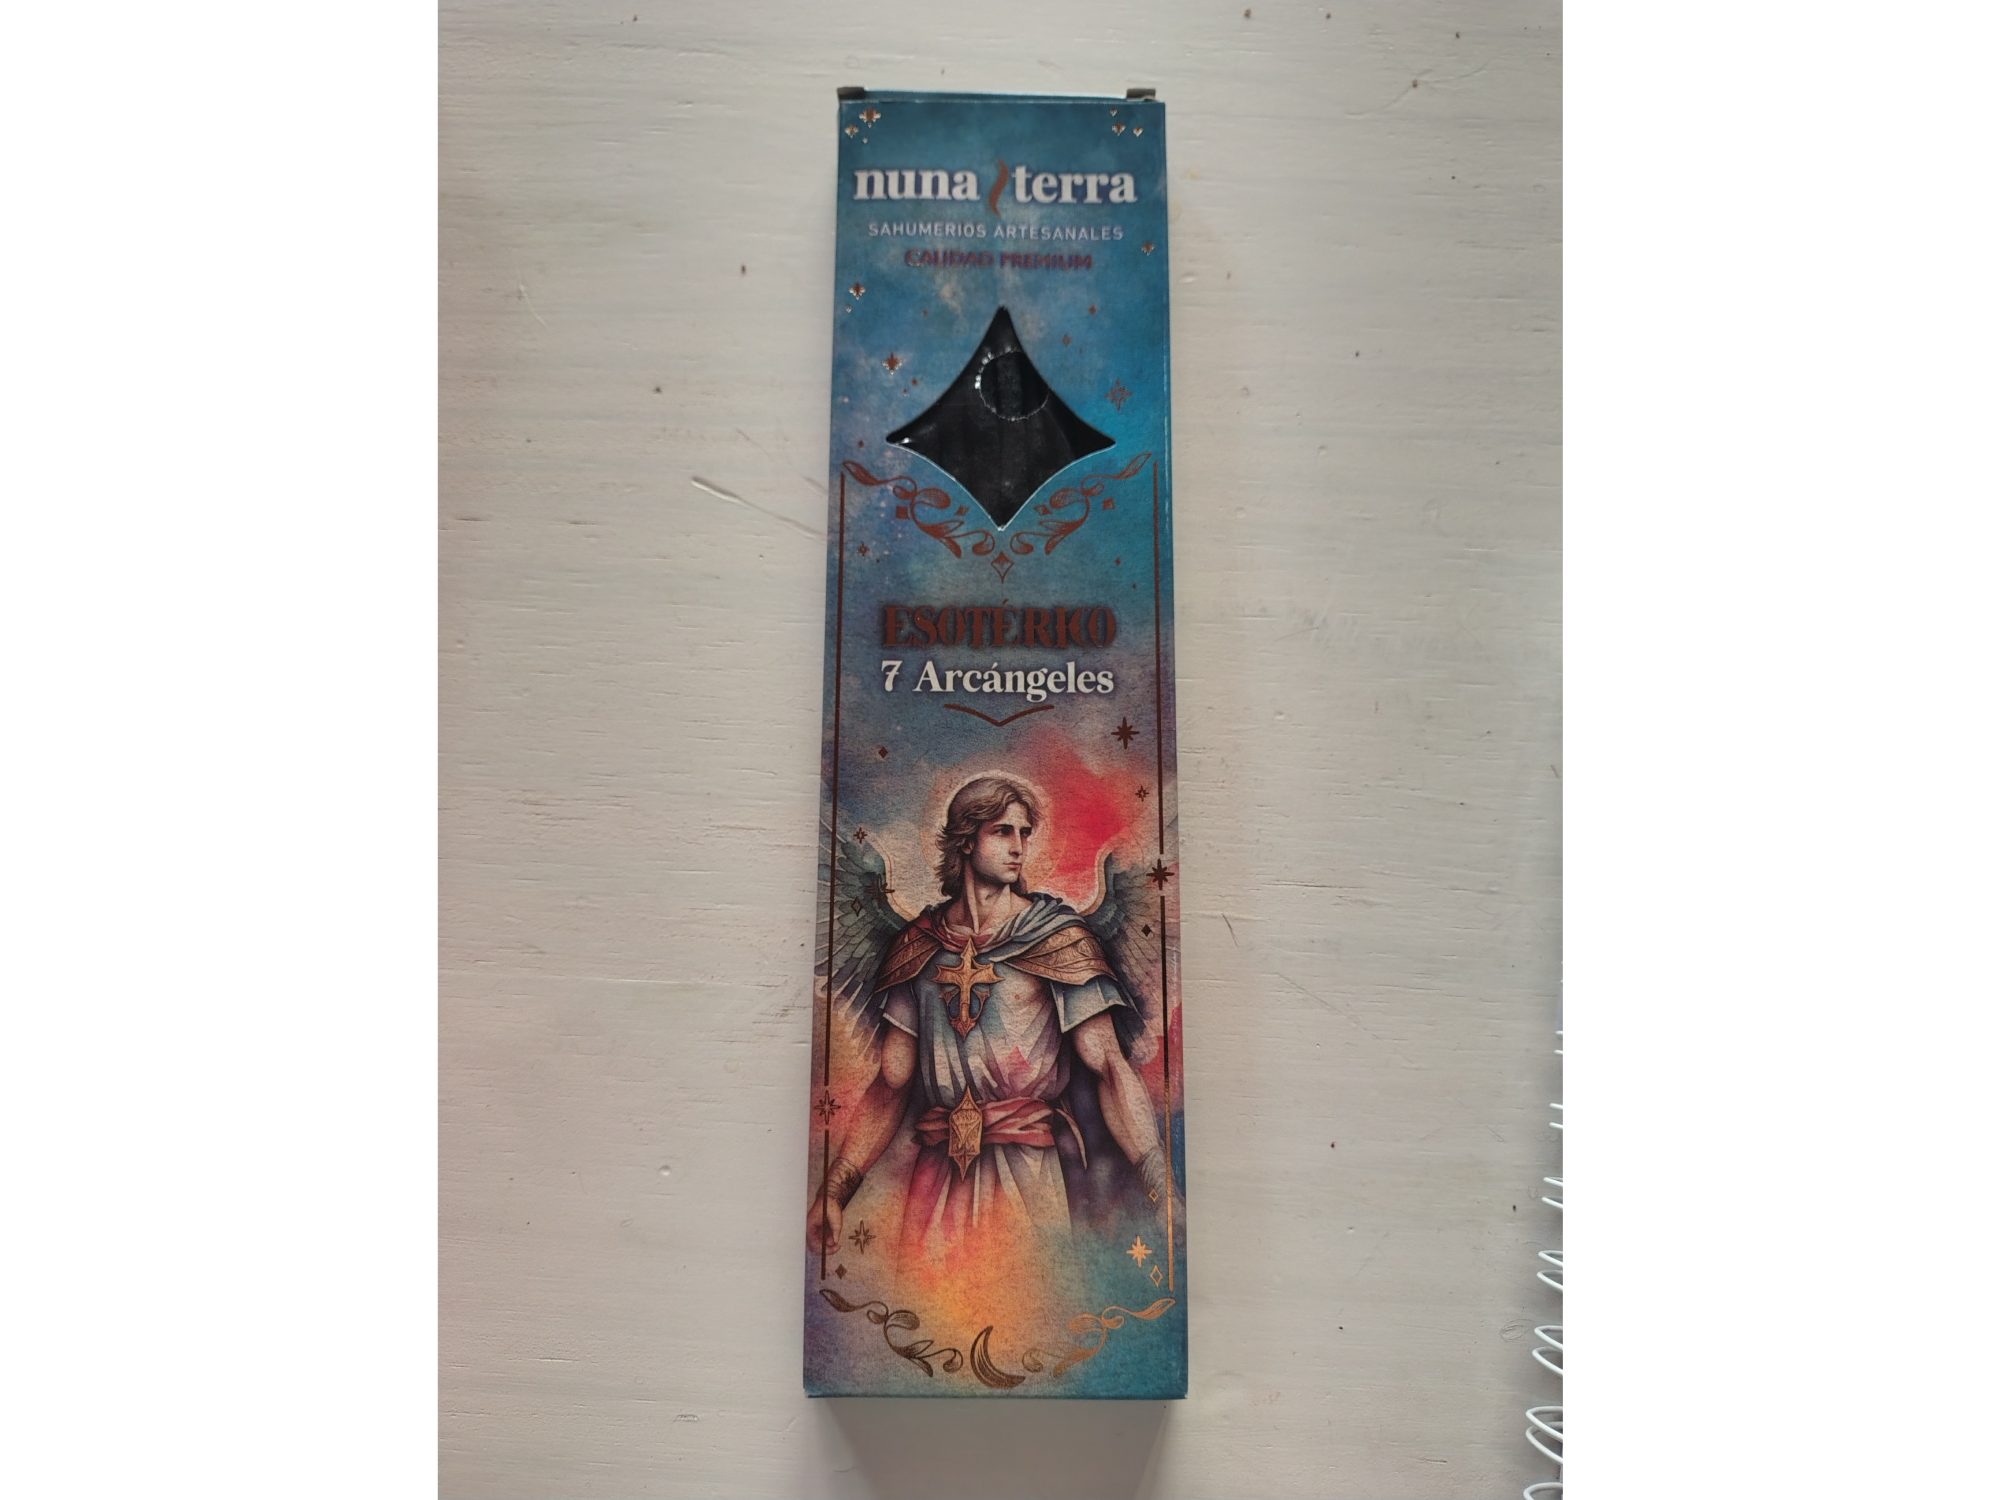 nuna terra
SAHUMERIOS ARTESANALES
CALIDAD PREMIUM
ESOTÉRICO
7 Arcángeles